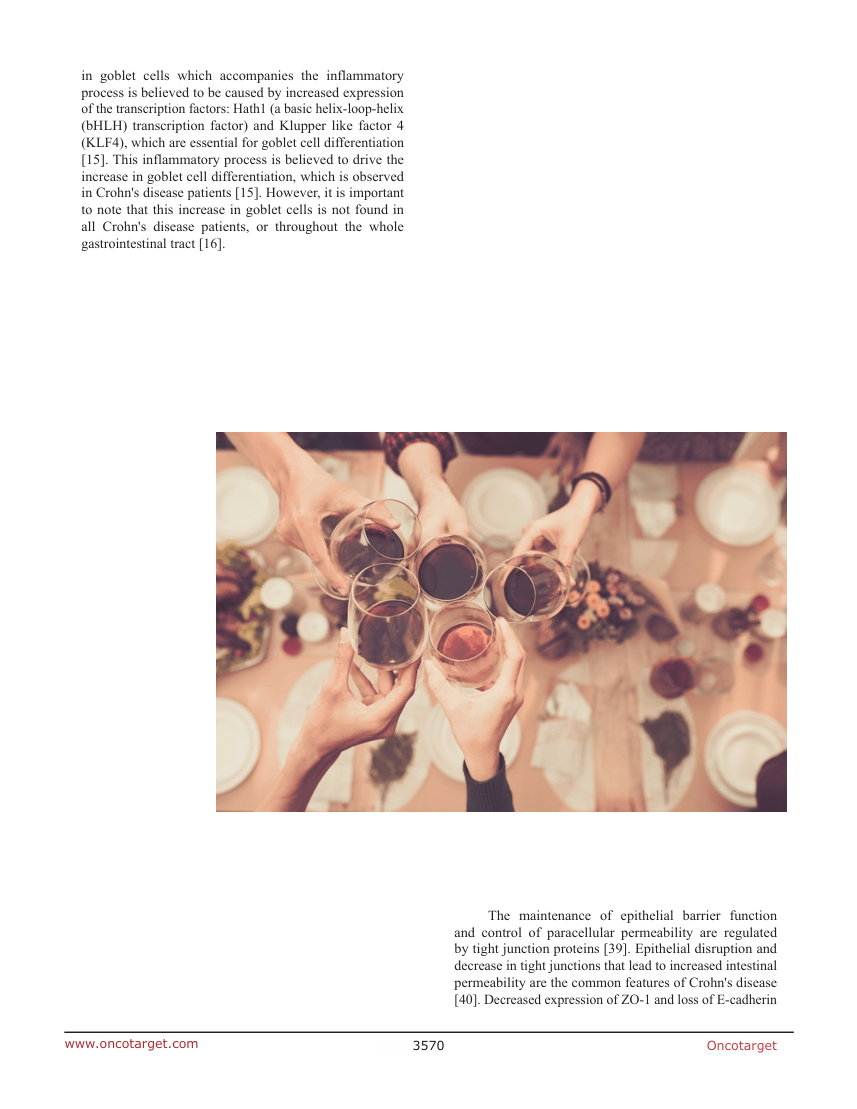 in goblet cells which accompanies the inflammatory
process is believed to be caused by increased expression
of the transcription factors: Hath1 (a basic helix-loop-helix
(bHLH) transcription factor) and Klupper like factor 4
(KLF4), which are essential for goblet cell differentiation
[15]. This inflammatory process is believed to drive the
increase in goblet cell differentiation, which is observed
in Crohn's disease patients [15]. However, it is important
to note that this increase in goblet cells is not found in
all Crohn's disease patients, or throughout the whole
gastrointestinal tract [16].
The maintenance of epithelial barrier function
and control of paracellular permeability are regulated
by tight junction proteins [39]. Epithelial disruption and
decrease in tight junctions that lead to increased intestinal
permeability are the common features of Crohn's disease
[40]. Decreased expression of ZO-1 and loss of E-cadherin
www.oncotarget.com 3570 Oncotarget